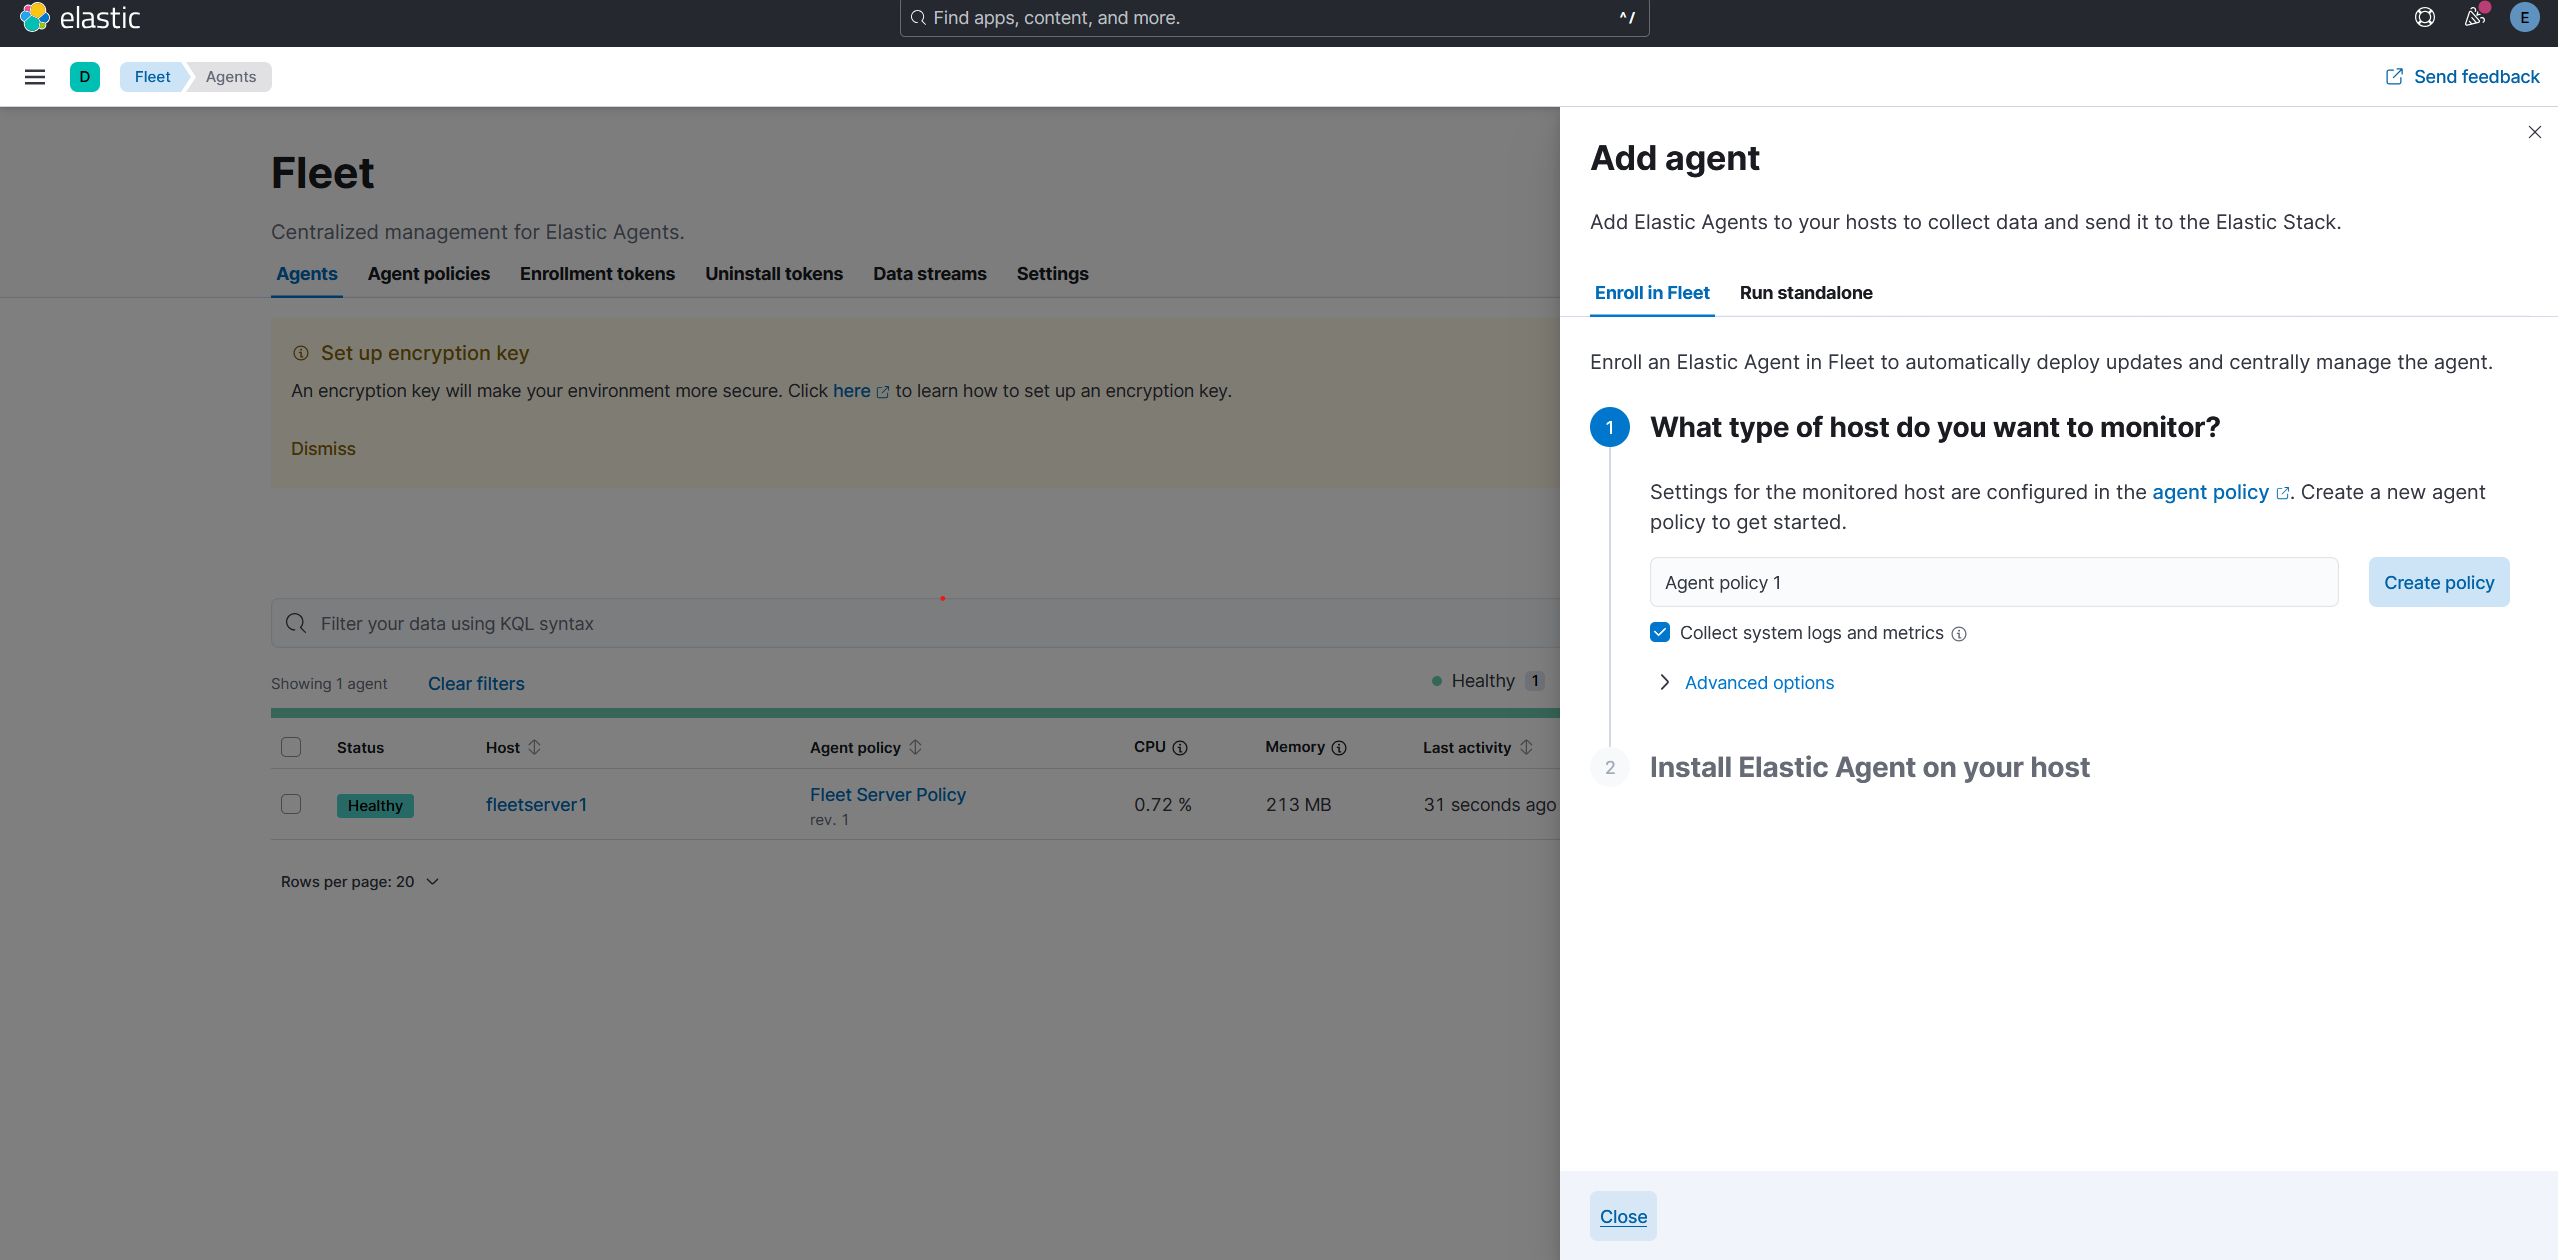 elastic
Find apps, content, and more.
^/
E
D
Fleet
Agents
Send feedback
Fleet
Centralized management for Elastic Agents.
Agents
Agent policies
Enrollment tokens
Uninstall tokens
Data streams
Settings
Set up encryption key
An encryption key will make your environment more secure. Click here to learn how to set up an encryption key.
Dismiss
Filter your data using KQL syntax
Showing 1 agent
Clear filters
Healthy 1
Status
Host
Agent policy
CPU
Memory
Last activity
Healthy
fleetserver1
Fleet Server Policy
rev. 1
0.72 %
213 MB
31 seconds ago
Rows per page: 20
Add agent
Add Elastic Agents to your hosts to collect data and send it to the Elastic Stack.
Enroll in Fleet
Run standalone
Enroll an Elastic Agent in Fleet to automatically deploy updates and centrally manage the agent.
1
What type of host do you want to monitor?
Settings for the monitored host are configured in the agent policy. Create a new agent
policy to get started.
Agent policy 1
Create policy
Collect system logs and metrics
Advanced options
2
Install Elastic Agent on your host
Close